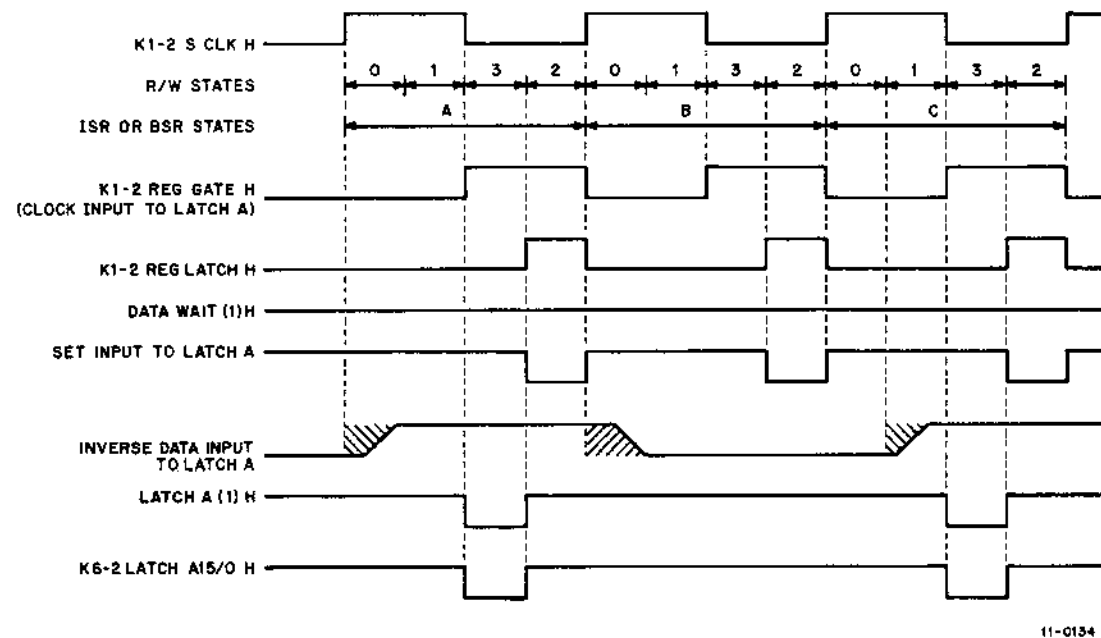 K1-2 S CLK H
0 1 3 2 0 1 3 2 0 1 3 2
R/W STATES
A B C
ISR OR BSR STATES
K1-2 REG GATE H
(CLOCK INPUT TO LATCH A)
K1-2 REG LATCH H
DATA WAIT (1) H
SET INPUT TO LATCH A
INVERSE DATA INPUT
TO LATCH A
LATCH A (1) H
K6-2 LATCH A15/0 H
11-0134